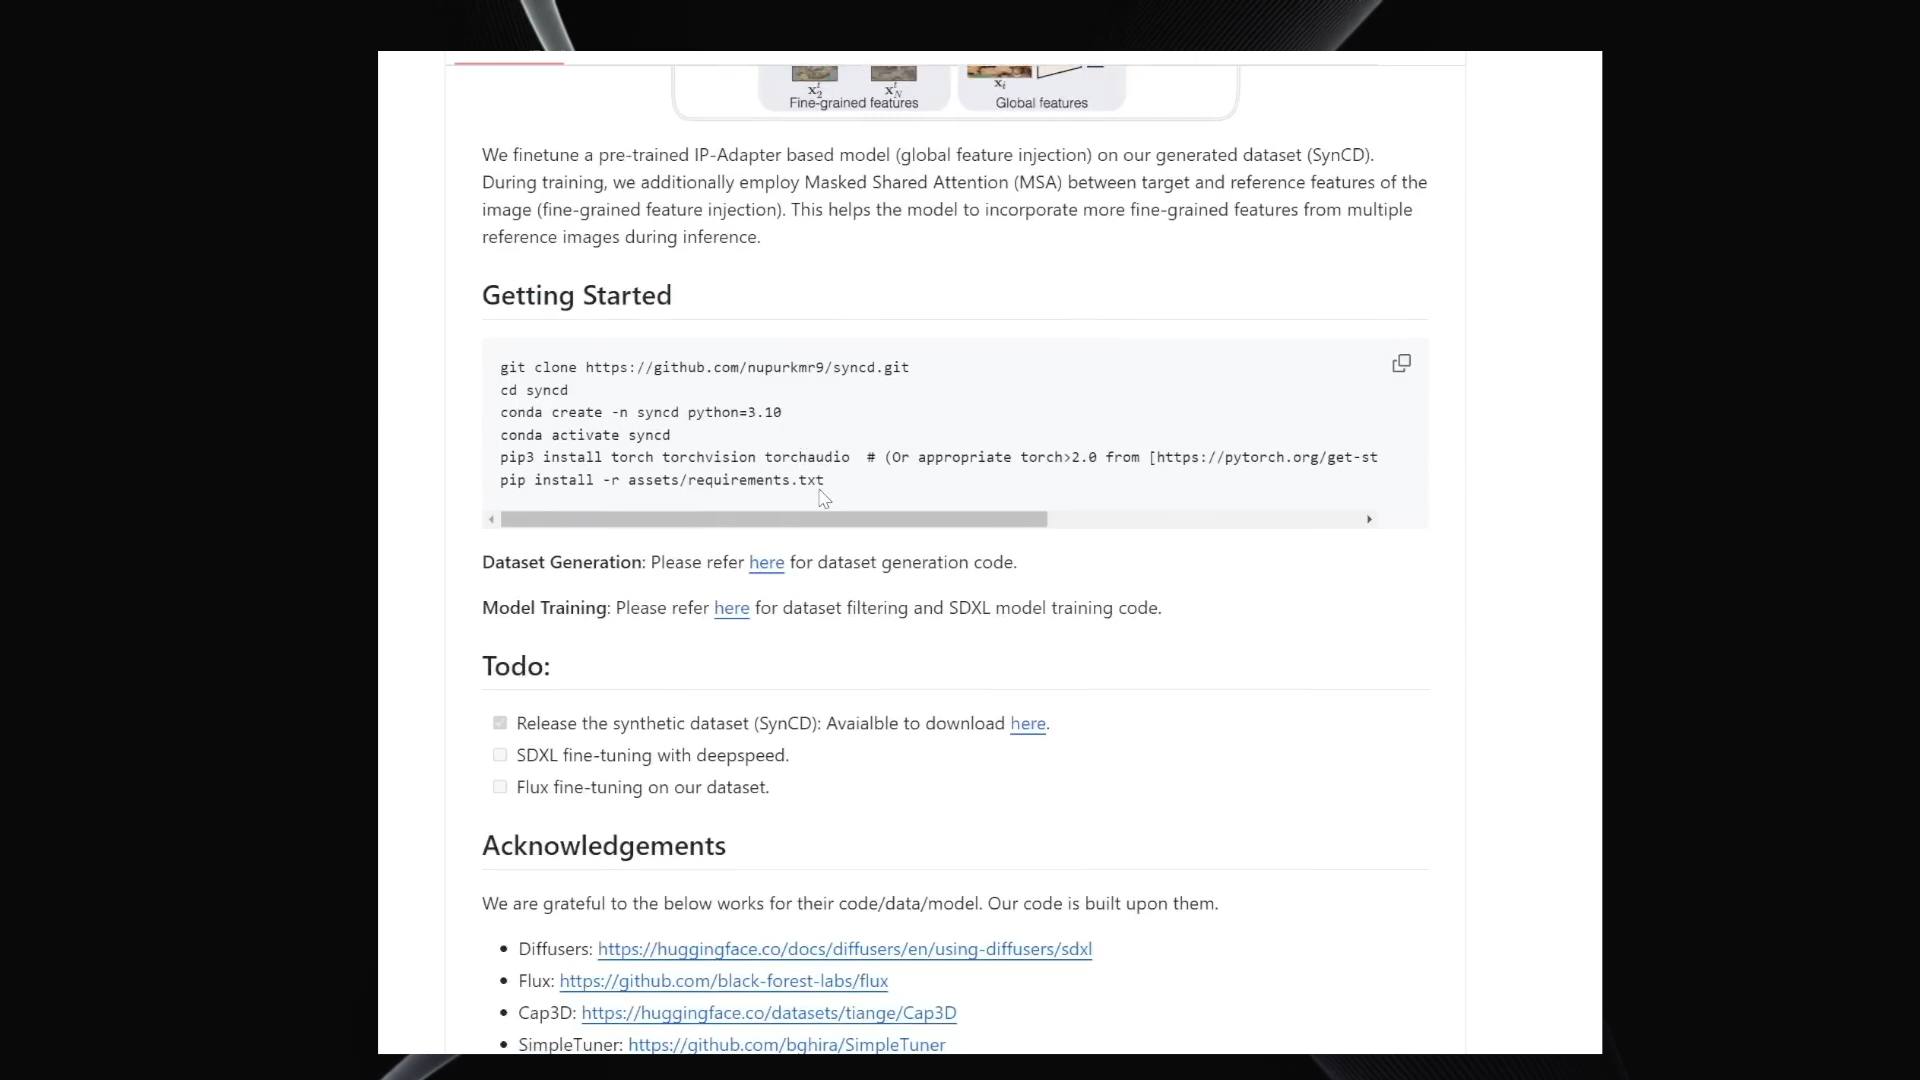 x₂ᵗ xₙᵗ xᵢ
Fine-grained features Global features
We finetune a pre-trained IP-Adapter based model (global feature injection) on our generated dataset (SynCD).
During training, we additionally employ Masked Shared Attention (MSA) between target and reference features of the
image (fine-grained feature injection). This helps the model to incorporate more fine-grained features from multiple
reference images during inference.
Getting Started
git clone https://github.com/nupurkmr9/syncd.git
cd syncd
conda create -n syncd python=3.10
conda activate syncd
pip3 install torch torchvision torchaudio # (Or appropriate torch>2.0 from [https://pytorch.org/get-st
pip install -r assets/requirements.txt
Dataset Generation: Please refer here for dataset generation code.
Model Training: Please refer here for dataset filtering and SDXL model training code.
Todo:
Release the synthetic dataset (SynCD): Avaialble to download here.
SDXL fine-tuning with deepspeed.
Flux fine-tuning on our dataset.
Acknowledgements
We are grateful to the below works for their code/data/model. Our code is built upon them.
• Diffusers: https://huggingface.co/docs/diffusers/en/using-diffusers/sdxl
• Flux: https://github.com/black-forest-labs/flux
• Cap3D: https://huggingface.co/datasets/tiange/Cap3D
• SimpleTuner: https://github.com/bghira/SimpleTuner